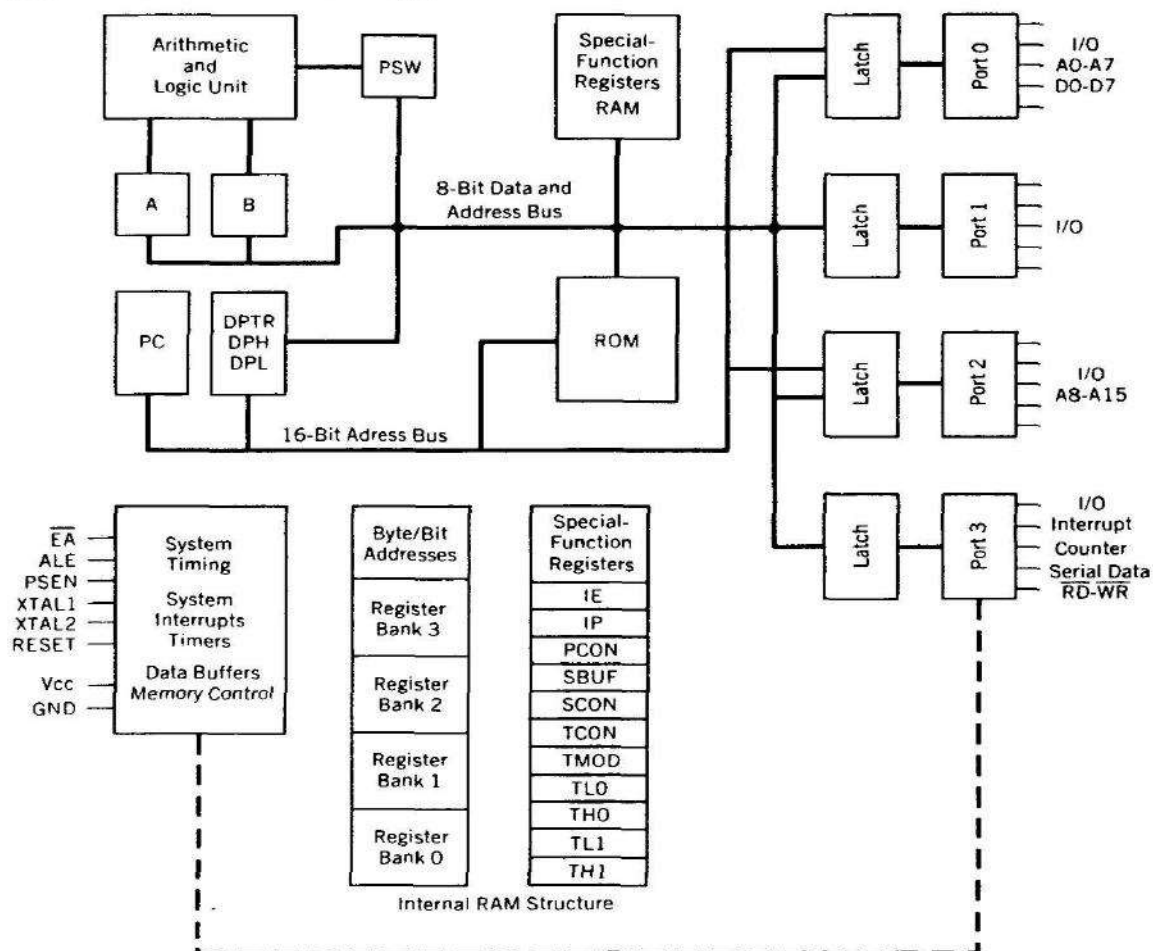 Arithmetic
and
Logic Unit
PSW
Special-
Function
Registers
RAM
Latch
Port 0
I/O
A0-A7
D0-D7
A
B
8-Bit Data and
Address Bus
Latch
Port 1
I/O
PC
DPTR
DPH
DPL
ROM
Latch
Port 2
I/O
A8-A15
16-Bit Adress Bus
EA
ALE
PSEN
XTAL1
XTAL2
RESET
Vcc
GND
System
Timing
System
Interrupts
Timers
Data Buffers
Memory Control
Byte/Bit
Addresses
Register
Bank 3
Register
Bank 2
Register
Bank 1
Register
Bank 0
Special-
Function
Registers
IE
IP
PCON
SBUF
SCON
TCON
TMOD
TL0
TH0
TL1
TH1
Internal RAM Structure
Latch
Port 3
I/O
Interrupt
Counter
Serial Data
RD-WR